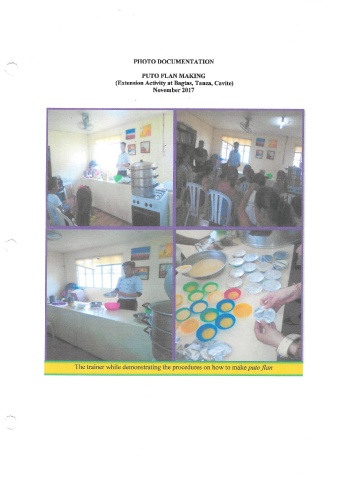 PHOTO DOCUMENTATION
PUTO FLAN MAKING
(Extension Activity at Bagtas, Tanza, Cavite)
November 2017
The trainer while demonstrating the procedures on how to make puto flan